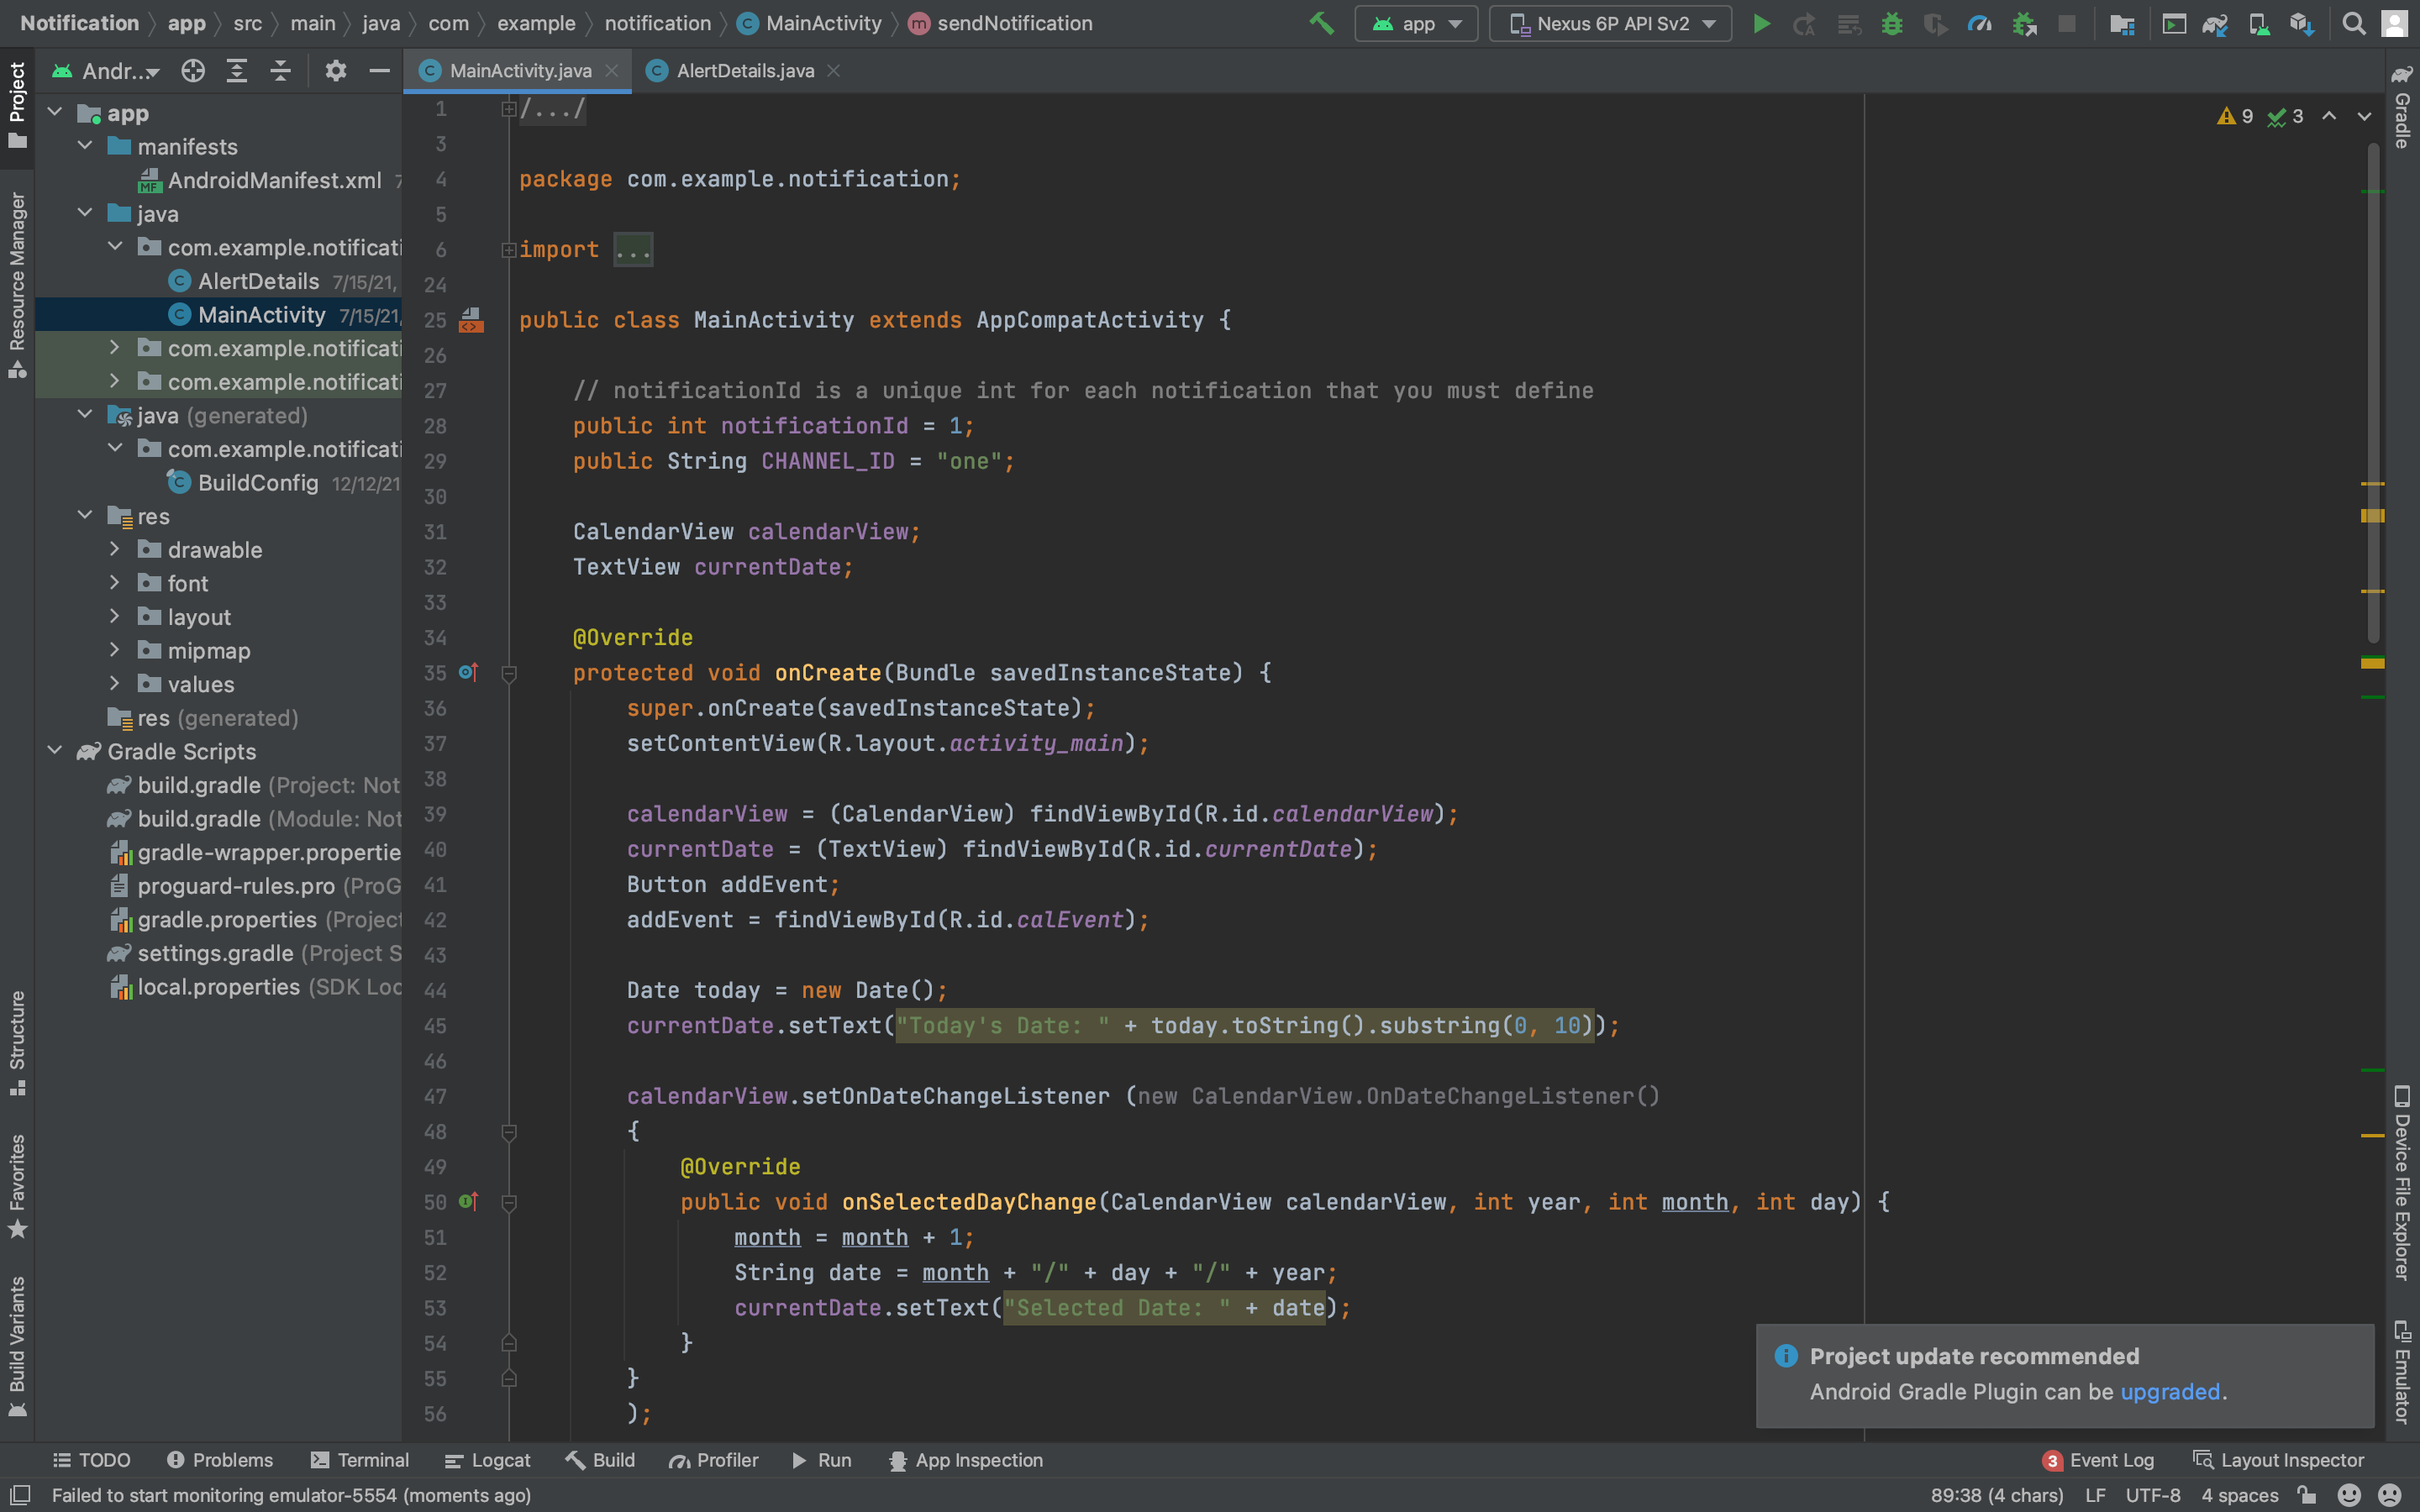 Notification app src main java com example notification MainActivity sendNotification
app
Nexus 6P API Sv2
Andr...
MainActivity.java
AlertDetails.java
Project
Resource Manager
Structure
Favorites
Build Variants
app
manifests
AndroidManifest.xml
java
com.example.notificati
AlertDetails 7/15/21,
MainActivity 7/15/21,
com.example.notificati
com.example.notificati
java (generated)
com.example.notificati
BuildConfig 12/12/21
res
drawable
font
layout
mipmap
values
res (generated)
Gradle Scripts
build.gradle (Project: Not
build.gradle (Module: Not
gradle-wrapper.propertie
proguard-rules.pro (ProG
gradle.properties (Project
settings.gradle (Project S
local.properties (SDK Loc
9 3
1 /.../
3
4 package com.example.notification;
5
6 import ...
24
25 public class MainActivity extends AppCompatActivity {
26
27 // notificationId is a unique int for each notification that you must define
28 public int notificationId = 1;
29 public String CHANNEL_ID = "one";
30
31 CalendarView calendarView;
32 TextView currentDate;
33
34 @Override
35 protected void onCreate(Bundle savedInstanceState) {
36 super.onCreate(savedInstanceState);
37 setContentView(R.layout.activity_main);
38
39 calendarView = (CalendarView) findViewById(R.id.calendarView);
40 currentDate = (TextView) findViewById(R.id.currentDate);
41 Button addEvent;
42 addEvent = findViewById(R.id.calEvent);
43
44 Date today = new Date();
45 currentDate.setText("Today's Date: " + today.toString().substring(0, 10));
46
47 calendarView.setOnDateChangeListener (new CalendarView.OnDateChangeListener()
48 {
49 @Override
50 public void onSelectedDayChange(CalendarView calendarView, int year, int month, int day) {
51 month = month + 1;
52 String date = month + "/" + day + "/" + year;
53 currentDate.setText("Selected Date: " + date);
54 }
55 }
56 );
Gradle
Device File Explorer
Emulator
Project update recommended
Android Gradle Plugin can be upgraded.
TODO Problems Terminal Logcat Build Profiler Run App Inspection 3 Event Log Layout Inspector
Failed to start monitoring emulator-5554 (moments ago) 89:38 (4 chars) LF UTF-8 4 spaces